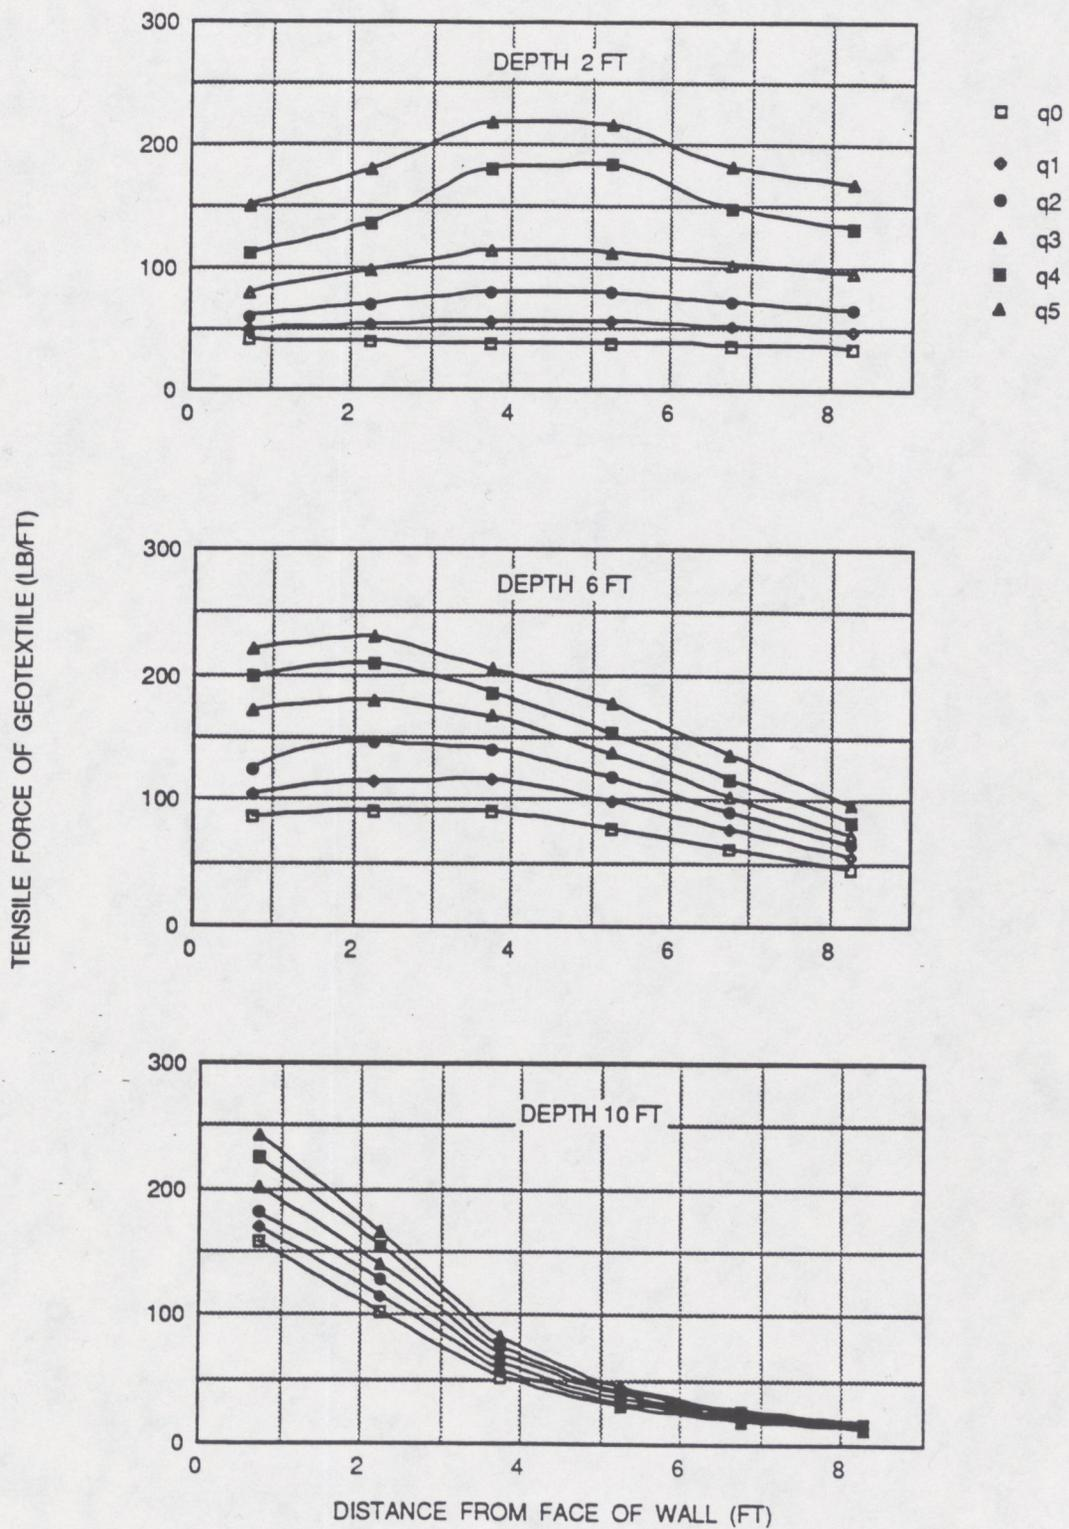 TENSILE FORCE OF GEOTEXTILE (LB/FT)
300
200
100
0
DEPTH 2 FT
0 2 4 6 8
q0
q1
q2
q3
q4
q5
300
200
100
0
DEPTH 6 FT
0 2 4 6 8
300
200
100
0
DEPTH 10 FT
0 2 4 6 8
DISTANCE FROM FACE OF WALL (FT)